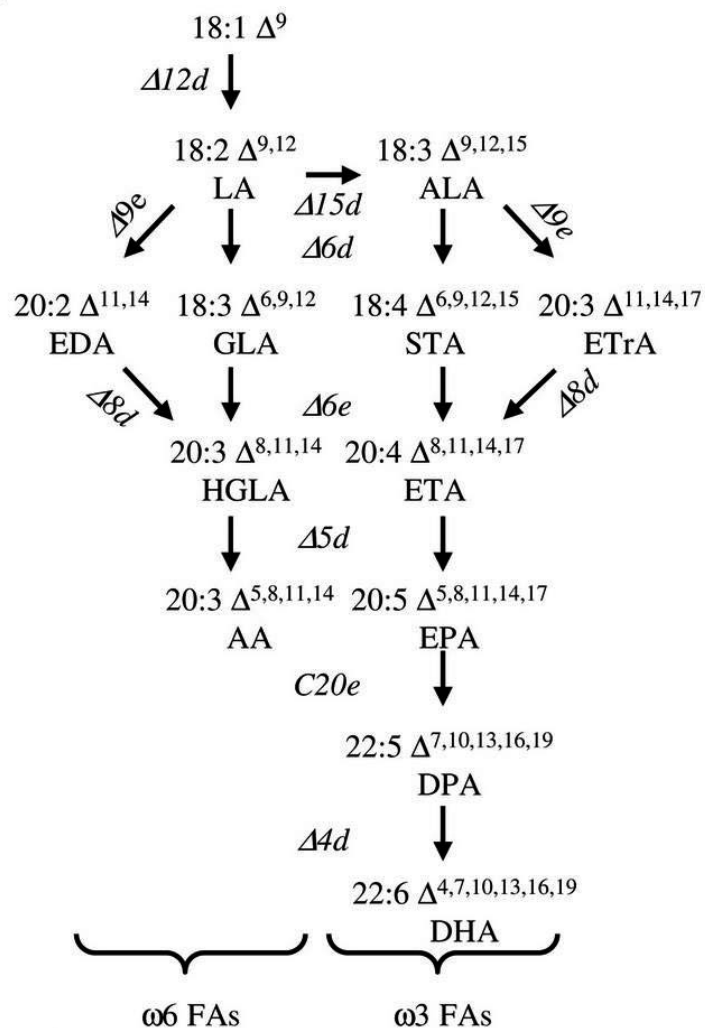 18:1 Δ⁹
Δ12d
18:2 Δ⁹,¹² 18:3 Δ⁹,¹²,¹⁵
LA ALA
Δ15d
Δ9e Δ6d Δ9e
20:2 Δ¹¹,¹⁴ 18:3 Δ⁶,⁹,¹² 18:4 Δ⁶,⁹,¹²,¹⁵ 20:3 Δ¹¹,¹⁴,¹⁷
EDA GLA STA ETrA
Δ8d Δ6e Δ8d
20:3 Δ⁸,¹¹,¹⁴ 20:4 Δ⁸,¹¹,¹⁴,¹⁷
HGLA ETA
Δ5d
20:3 Δ⁵,⁸,¹¹,¹⁴ 20:5 Δ⁵,⁸,¹¹,¹⁴,¹⁷
AA EPA
C20e
22:5 Δ⁷,¹⁰,¹³,¹⁶,¹⁹
DPA
Δ4d
22:6 Δ⁴,⁷,¹⁰,¹³,¹⁶,¹⁹
DHA
ω6 FAs ω3 FAs